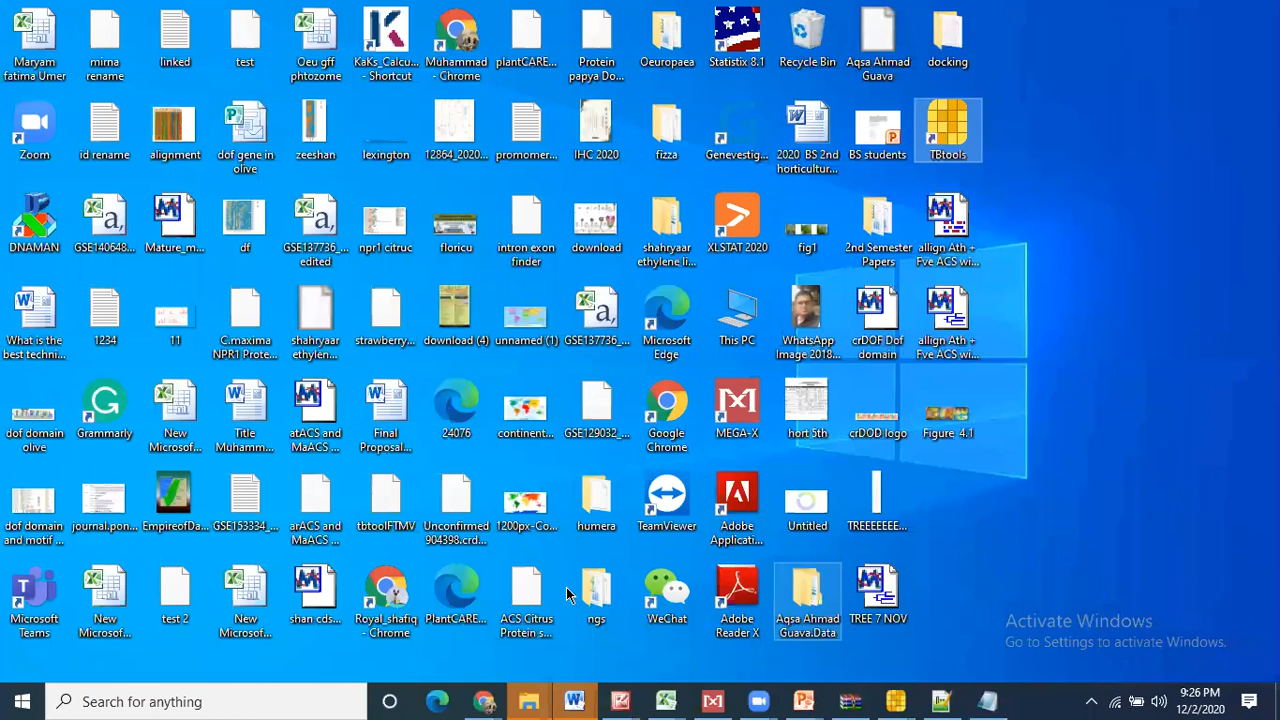 Maryam
fatima Umer
mirna
rename
linked
test
Oeu gff
phtozome
KaKs_Calcu...
- Shortcut
Muhammad
- Chrome
plantCARE...
Protein
papya Do...
Oeuropaea
Statistix 8.1
Recycle Bin
Aqsa Ahmad
Guava
docking
Zoom
id rename
alignment
dof gene in
olive
zeeshan
lexington
12864_2020...
promomer...
IHC 2020
fizza
Genevestig...
2020 BS 2nd
horticultur...
BS students
TBtools
DNAMAN
GSE140648...
Mature_m...
df
GSE137736_...
edited
npr1 citruc
floricu
intron exon
finder
download
shahryaar
ethylene li...
XLSTAT 2020
fig1
2nd Semester
Papers
allign Ath +
Fve ACS wi...
What is the
best techni...
1234
11
C.maxima
NPR1 Prote...
shahryaar
ethylen...
strawberry...
download (4)
unnamed (1)
GSE137736_...
Microsoft
Edge
This PC
WhatsApp
Image 2018...
crDOF Dof
domain
allign Ath +
Fve ACS wi...
dof domain
olive
Grammarly
New
Microsof...
Title
Muhamm...
atACS and
MaACS ...
Final
Proposal...
24076
continent...
GSE129032_...
Google
Chrome
MEGA-X
hort 5th
crDOD logo
Figure 4.1
dof domain
and motif ...
journal.pon...
EmpireofDa...
GSE153334_...
arACS and
MaACS ...
tbtoolFTMV
Unconfirmed
904398.crd...
1200px-Co...
humera
TeamViewer
Adobe
Applicati...
Untitled
TREEEEEEE...
Microsoft
Teams
New
Microsof...
test 2
New
Microsof...
shan cds...
Royal_shafiq
- Chrome
PlantCARE...
ACS Citrus
Protein s...
ngs
WeChat
Adobe
Reader X
Aqsa Ahmad
Guava.Data
TREE 7 NOV
Activate Windows
Go to Settings to activate Windows.
Search for anything
9:26 PM
12/2/2020